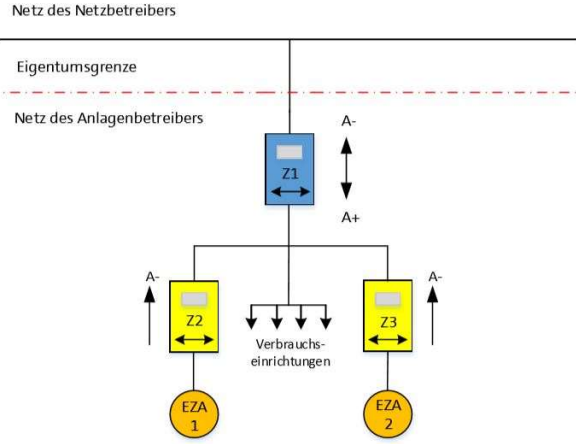 Netz des Netzbetreibers
Eigentumsgrenze
Netz des Anlagenbetreibers
A-
Z1
A+
A-
A-
Z2
Z3
Verbrauchs-
einrichtungen
EZA
1
EZA
2